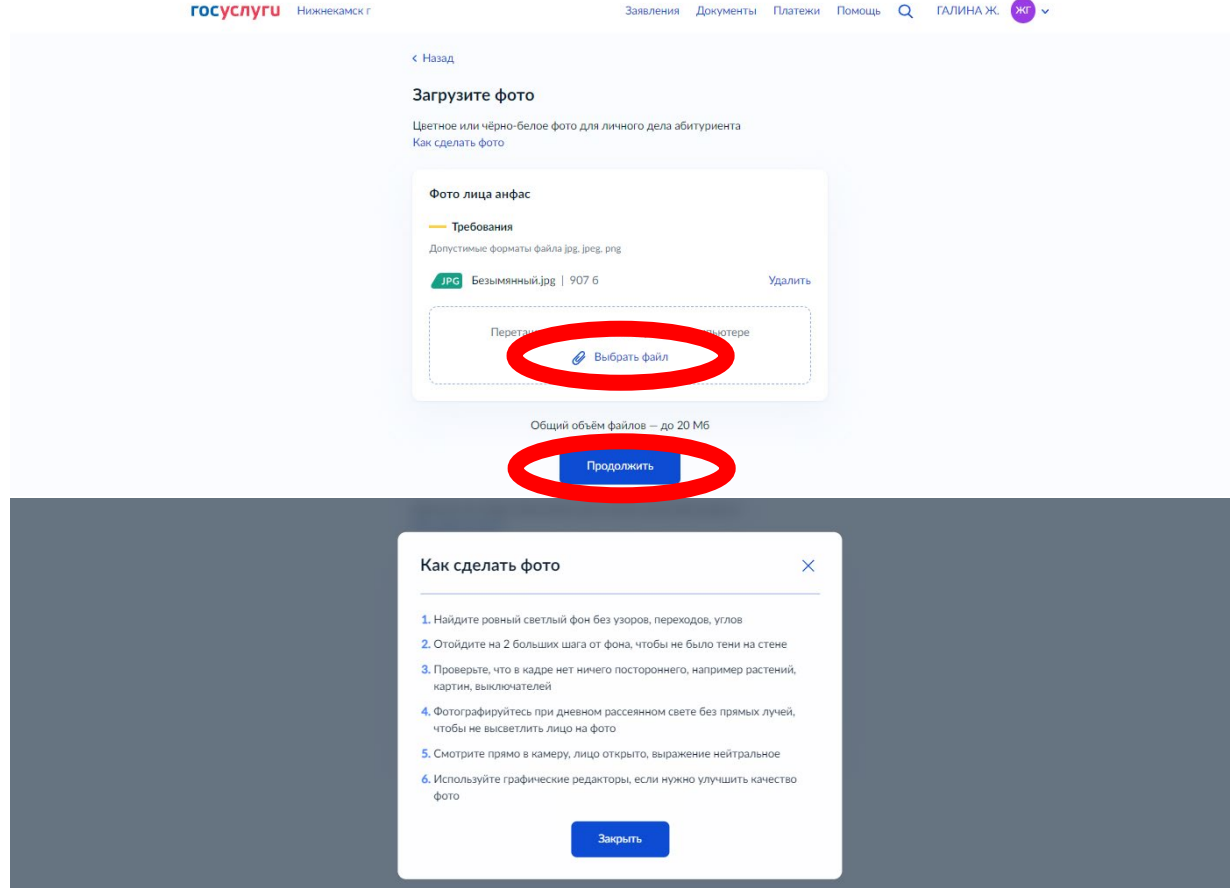 госуслуги Нижнекамск г Заявления Документы Платежи Помощь ГАЛИНА Ж. ЖГ
Назад
Загрузите фото
Цветное или чёрно-белое фото для личного дела абитуриента
Как сделать фото
Фото лица анфас
Требования
Допустимые форматы файла jpg, jpeg, png
JPG Безымянный.jpg | 907 б Удалить
Выбрать файл
Общий объём файлов — до 20 Мб
Продолжить
Как сделать фото
1. Найдите ровный светлый фон без узоров, переходов, углов
2. Отойдите на 2 больших шага от фона, чтобы не было тени на стене
3. Проверьте, что в кадре нет ничего постороннего, например растений,
картин, выключателей
4. Фотографируйтесь при дневном рассеянном свете без прямых лучей,
чтобы не высветлить лицо на фото
5. Смотрите прямо в камеру, лицо открыто, выражение нейтральное
6. Используйте графические редакторы, если нужно улучшить качество
фото
Закрыть